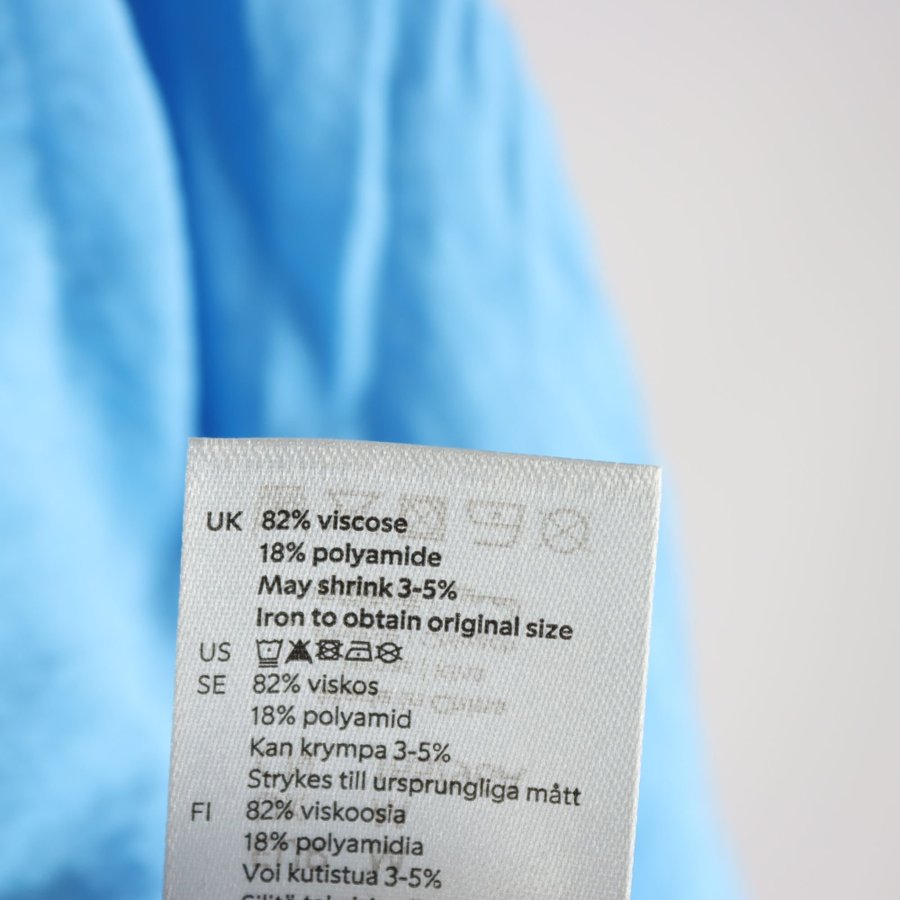 UK 82% viscose
18% polyamide
May shrink 3-5%
Iron to obtain original size
US
SE 82% viskos
18% polyamid
Kan krympa 3-5%
Strykes till ursprungliga mått
FI 82% viskoosia
18% polyamidia
Voi kutistua 3-5%